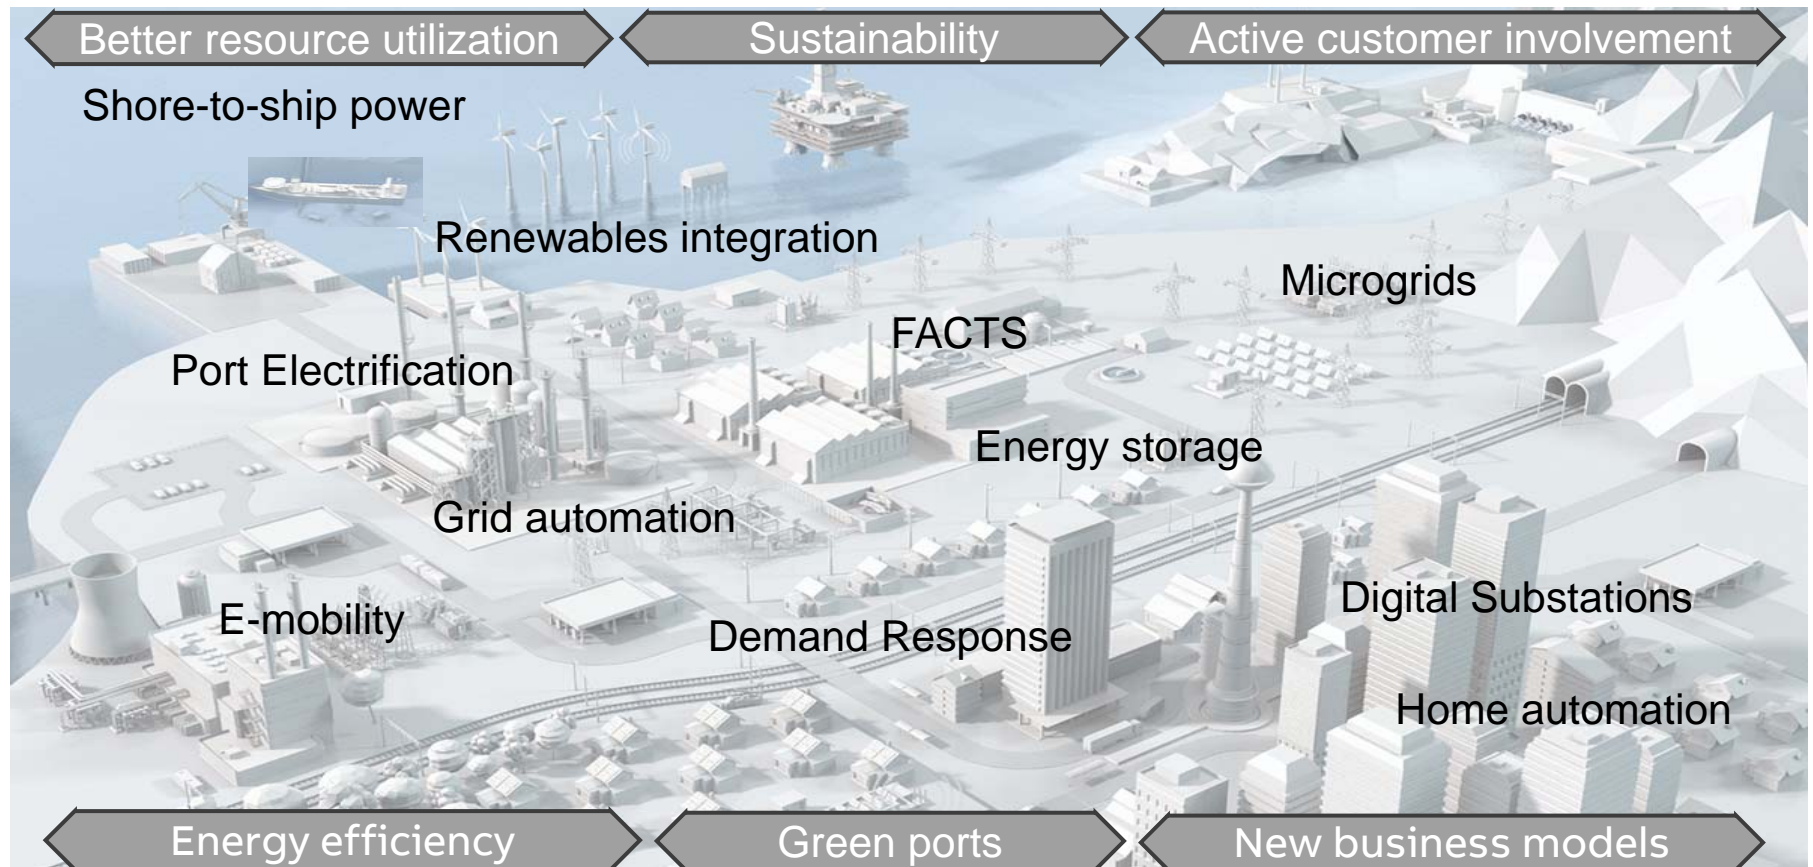 Better resource utilization
Sustainability
Active customer involvement
Shore-to-ship power
Renewables integration
Microgrids
FACTS
Port Electrification
Energy storage
Grid automation
Digital Substations
E-mobility
Demand Response
Home automation
Energy efficiency
Green ports
New business models